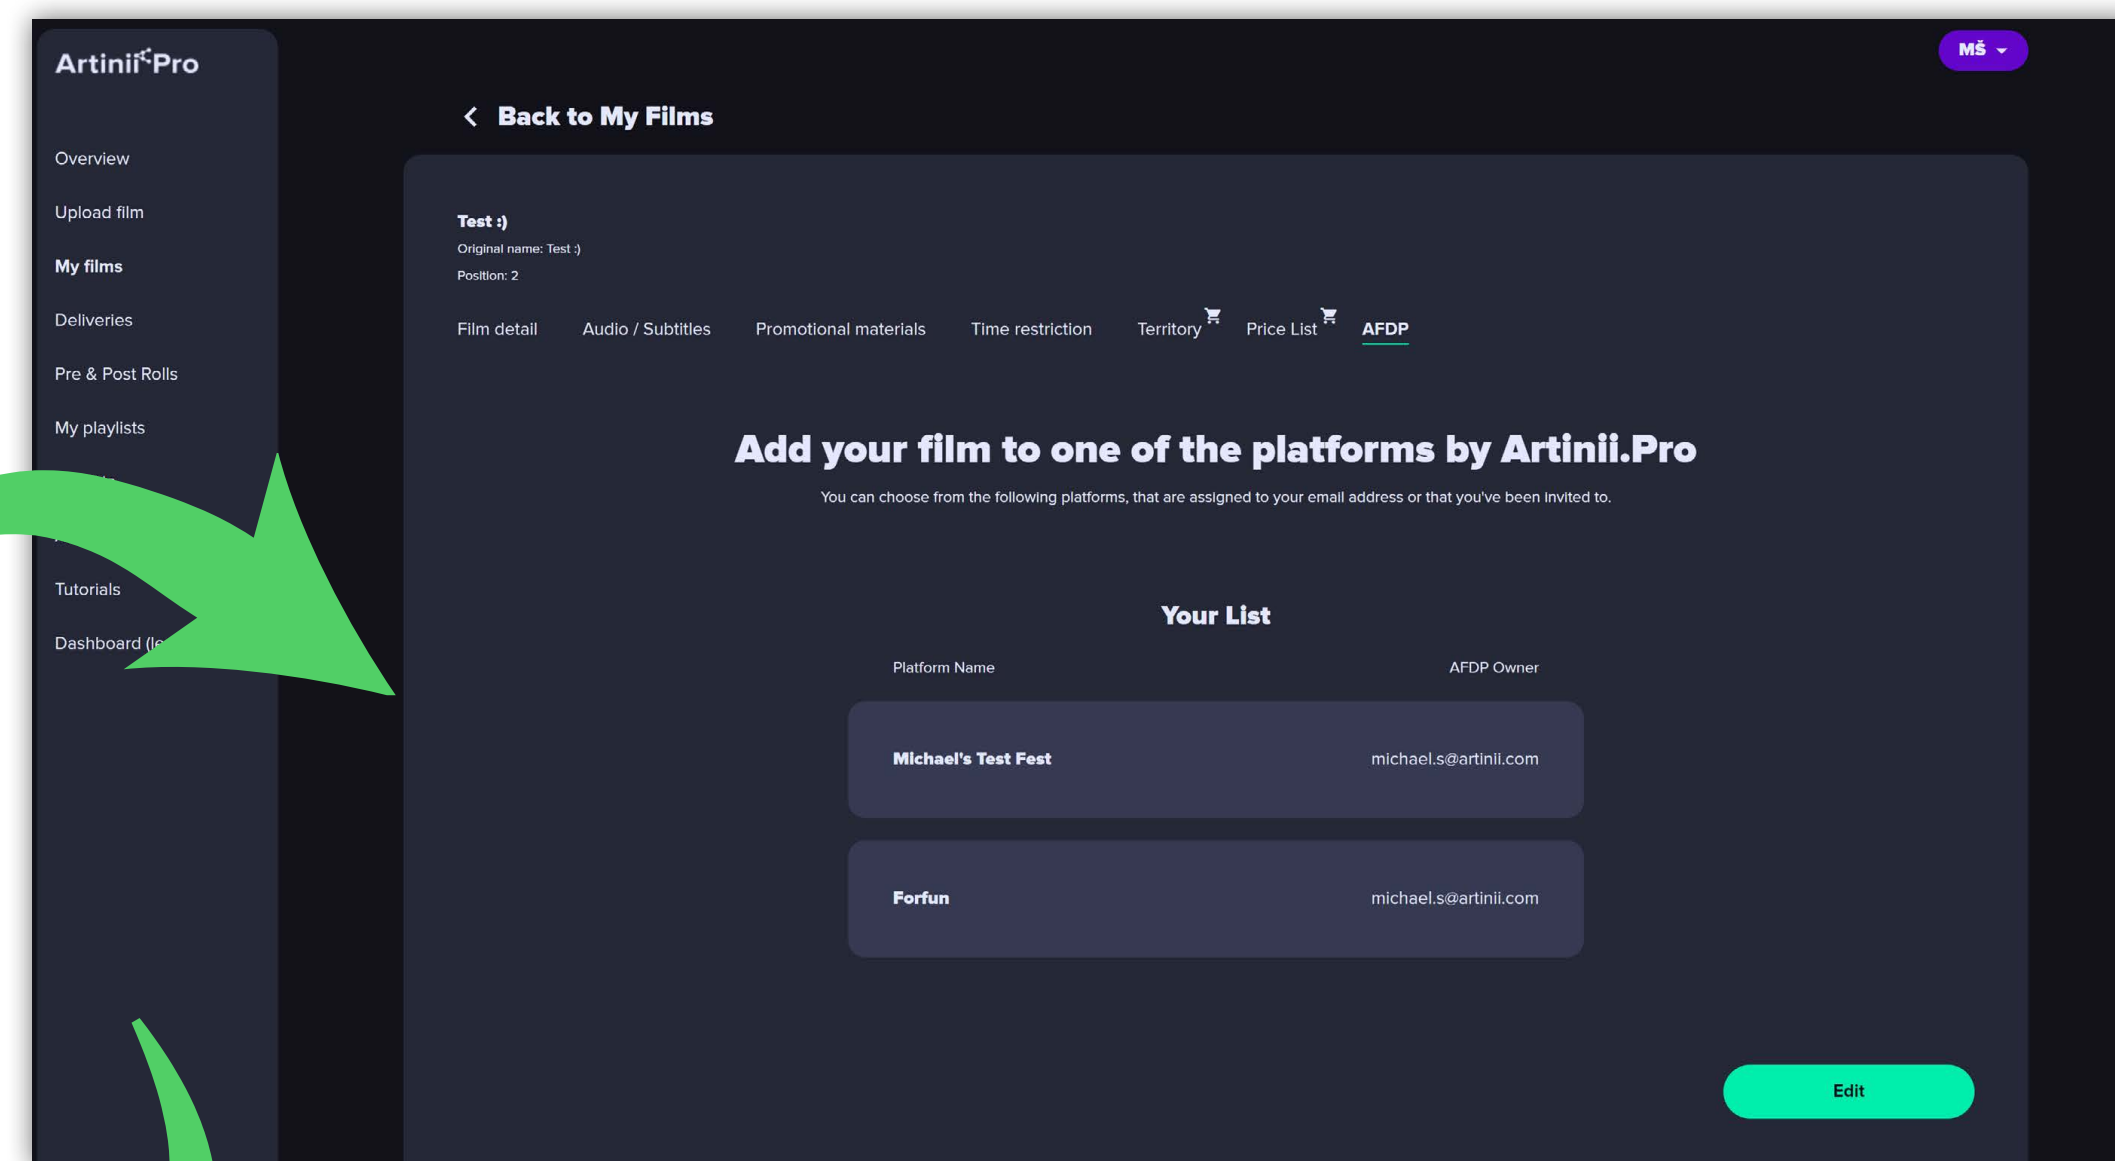 Artinii Pro
MŠ
Back to My Films
Overview
Upload film
My films
Deliveries
Pre & Post Rolls
My playlists
Tutorials
Dashboard
Test :)
Original name: Test :)
Position: 2
Film detail Audio / Subtitles Promotional materials Time restriction Territory Price List AFDP
Add your film to one of the platforms by Artinii.Pro
You can choose from the following platforms, that are assigned to your email address or that you've been invited to.
Your List
Platform Name AFDP Owner
Michael's Test Fest michael.s@artinii.com
Forfun michael.s@artinii.com
Edit